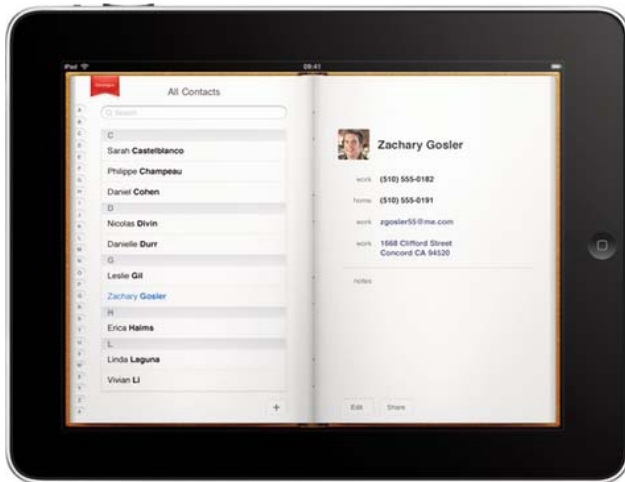 iPad
09:41
All Contacts
Search
C
Sarah Castelblanco
Philippe Champeau
Daniel Cohen
D
Nicolas Divin
Danielle Durr
G
Leslie Gil
Zachary Gosler
H
Erica Haims
L
Linda Laguna
Vivian Li
+
Zachary Gosler
work (510) 555-0182
home (510) 555-0191
work zgosler55@me.com
work 1668 Clifford Street
Concord CA 94520
notes
Edit Share